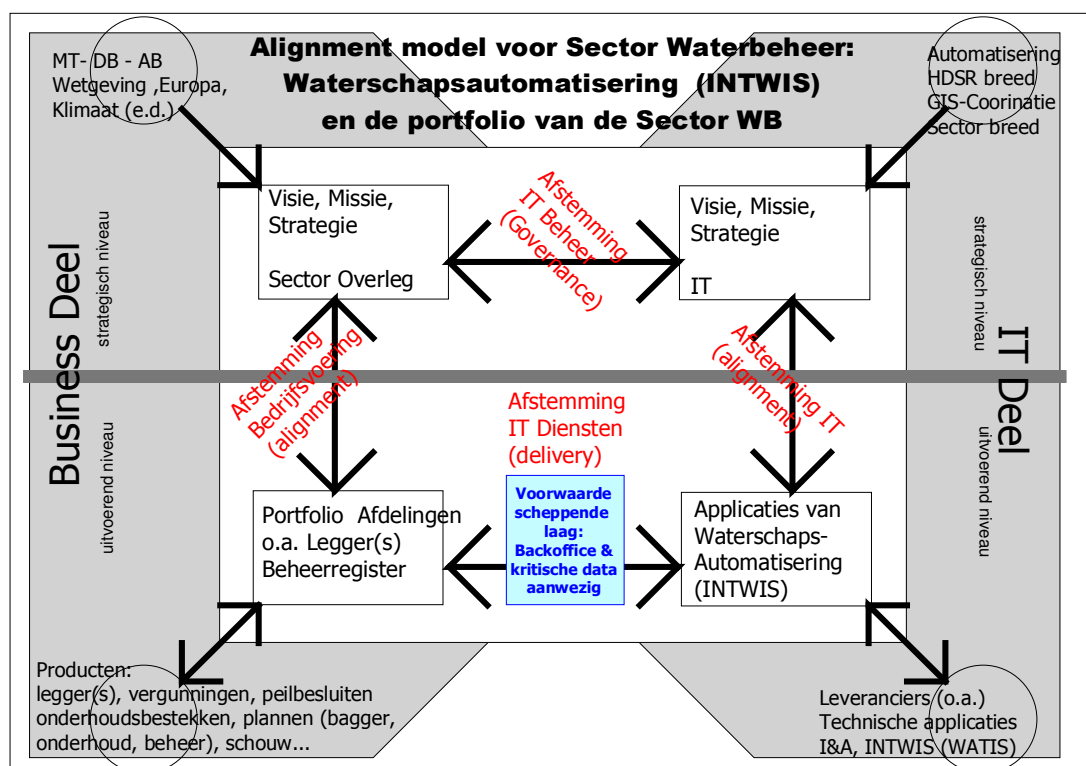 Alignment model voor Sector Waterbeheer:
Waterschapsautomatisering (INTWIS)
en de portfolio van de Sector WB
MT- DB - AB
Wetgeving ,Europa,
Klimaat (e.d.)
Automatisering
HDSR breed
GIS-Coorinatie
Sector breed
Business Deel
strategisch niveau
uitvoerend niveau
Visie, Missie,
Strategie
Sector Overleg
Afstemming
IT Beheer
(Governance)
Visie, Missie,
Strategie
IT
IT Deel
strategisch niveau
uitvoerend niveau
Afstemming
Bedrijfsvoering
(alignment)
Afstemming IT
(alignment)
Afstemming
IT Diensten
(delivery)
Portfolio Afdelingen
o.a. Legger(s)
Beheerregister
Voorwaarde
scheppende
laag:
Backoffice &
kritische data
aanwezig
Applicaties van
Waterschaps-
Automatisering
(INTWIS)
Producten:
legger(s), vergunningen, peilbesluiten
onderhoudsbestekken, plannen (bagger,
onderhoud, beheer), schouw...
Leveranciers (o.a.)
Technische applicaties
I&A, INTWIS (WATIS)